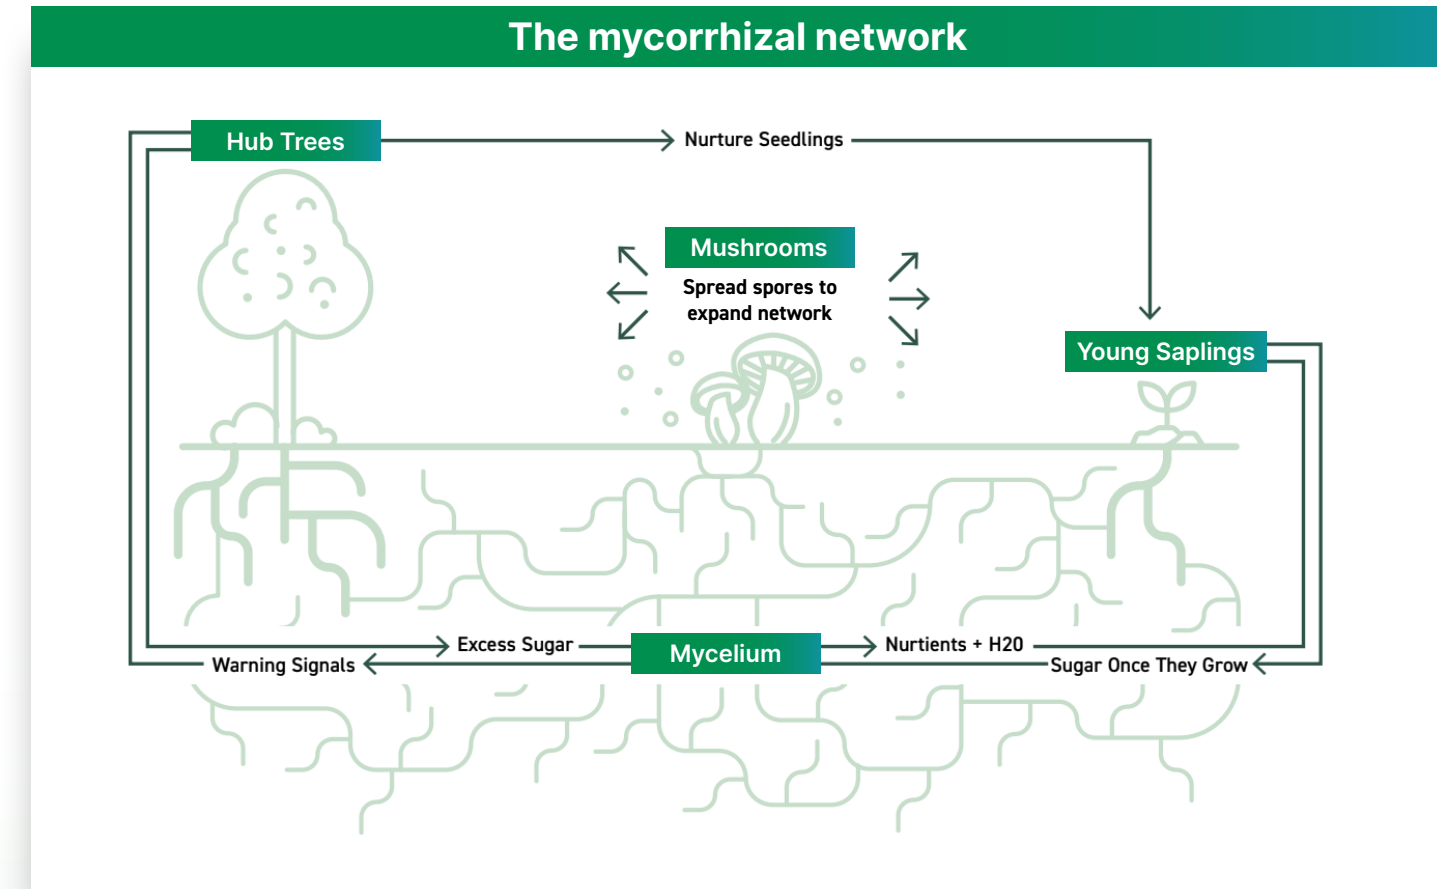 The mycorrhizal network
Hub Trees
Nurture Seedlings
Mushrooms
Spread spores to
expand network
Young Saplings
Excess Sugar
Mycelium
Nurtients + H20
Warning Signals
Sugar Once They Grow